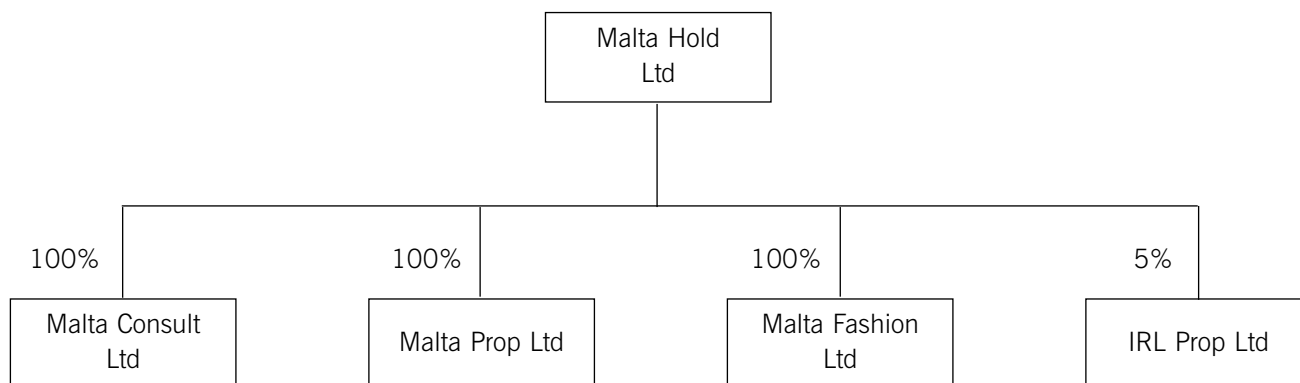 Malta Hold
Ltd
100%
100%
100%
5%
Malta Consult
Ltd
Malta Prop Ltd
Malta Fashion
Ltd
IRL Prop Ltd